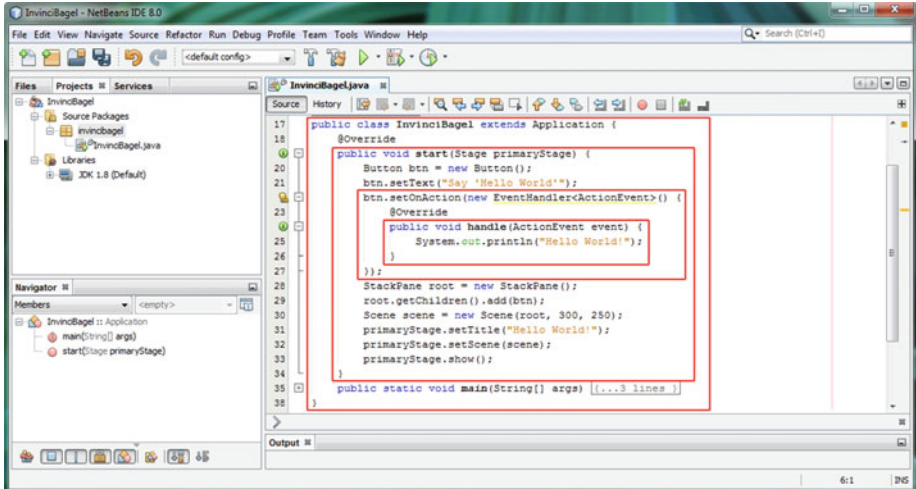 InvinciBagel - NetBeans IDE 8.0
File Edit View Navigate Source Refactor Run Debug Profile Team Tools Window Help
Search (Ctrl+I)
<default config>
Files Projects Services
InvinciBagel
Source Packages
invincibagel
InvinciBagel.java
Libraries
JDK 1.8 (Default)
Navigator
Members <empty>
InvinciBagel :: Application
main(String[] args)
start(Stage primaryStage)
InvinciBagel.java
Source History
17 public class InvinciBagel extends Application {
18 @Override
public void start(Stage primaryStage) {
20 Button btn = new Button();
21 btn.setText("Say 'Hello World'");
btn.setOnAction(new EventHandler<ActionEvent>() {
23 @Override
public void handle(ActionEvent event) {
25 System.out.println("Hello World!");
26 }
27 });
28 StackPane root = new StackPane();
29 root.getChildren().add(btn);
30 Scene scene = new Scene(root, 300, 250);
31 primaryStage.setTitle("Hello World!");
32 primaryStage.setScene(scene);
33 primaryStage.show();
34 }
35 public static void main(String[] args) {...3 lines }
38 }
Output
6:1 INS